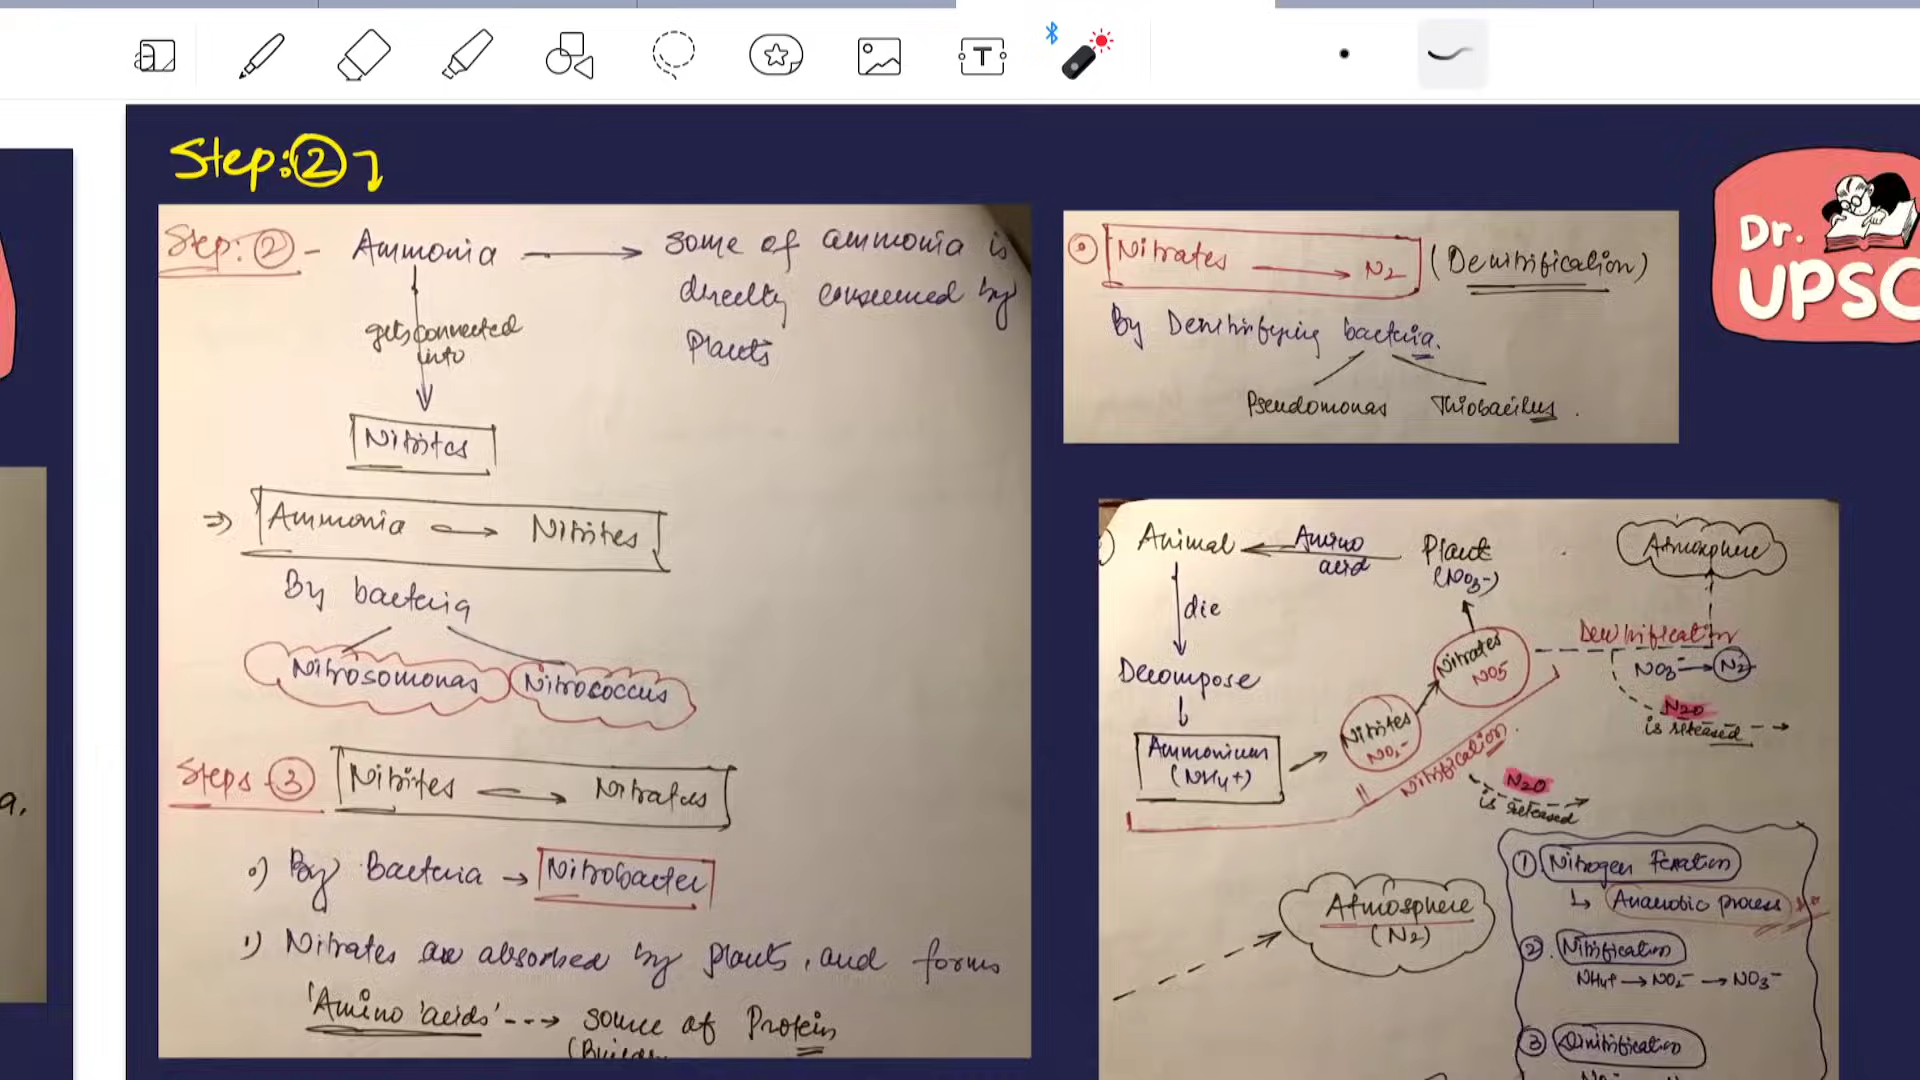 Step: 2
Step: 2 - Ammonia → some of ammonia is
directly consumed by
Plants
gets converted
into
Nitrites
⇒ Ammonia → Nitrites
By bacteria
Nitrosomonas Nitrococcus
Steps - 3 Nitrites → Nitrates
By Bacteria → Nitrobacter
1) Nitrates are absorbed by plants, and forms
'Amino acids' --→ source of Protein
Nitrates → N2 (Denitrification)
By Denitrifying bacteria.
Pseudomonas Thiobacillus.
Dr.
UPSC
Animal ← Amino acid Plant
(NO3-)
Atmosphere
die
Decompose
Ammonium
(NH4+)
Nitrites
NO2-
Nitrates
NO3
Nitrification
Denitrification
NO3- → N2
N2O
is released
N2O
is released
Atmosphere
(N2)
1 Nitrogen Fixation
↳ Anaerobic process
2. Nitrification
NH4+ → NO2- → NO3-
3 Denitrification
a.
T